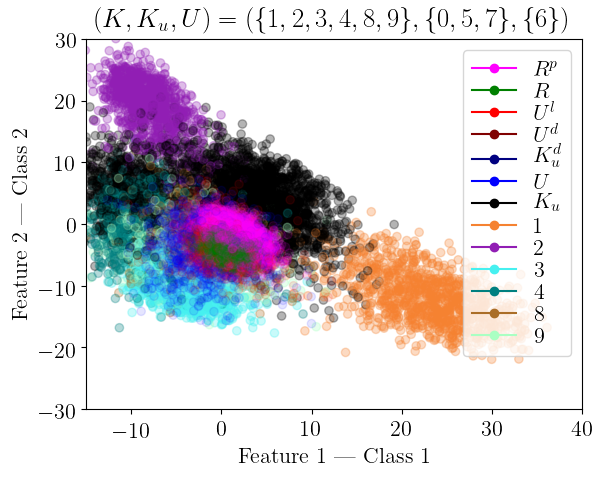 (K, K_u, U) = ({1, 2, 3, 4, 8, 9}, {0, 5, 7}, {6})
30
20
10
0
−10
−20
−30
−10
0
10
20
30
40
Feature 2 — Class 2
Feature 1 — Class 1
R^p
R
U^l
U^d
K_u^d
U
K_u
1
2
3
4
8
9